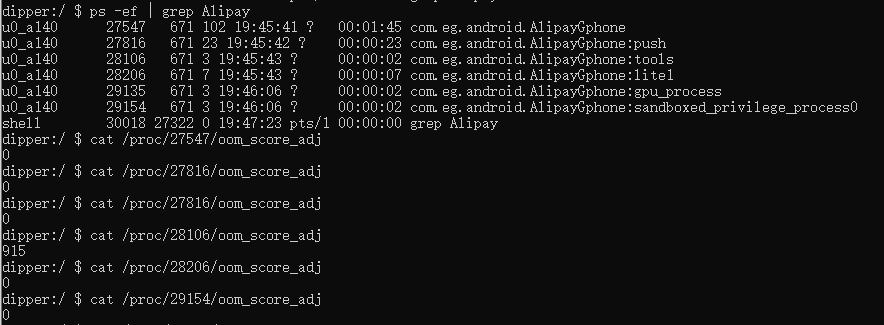 dipper:/ $ ps -ef | grep Alipay
u0_a140 27547 671 102 19:45:41 ? 00:01:45 com.eg.android.AlipayGphone
u0_a140 27816 671 23 19:45:42 ? 00:00:23 com.eg.android.AlipayGphone:push
u0_a140 28106 671 3 19:45:43 ? 00:00:02 com.eg.android.AlipayGphone:tools
u0_a140 28206 671 7 19:45:43 ? 00:00:07 com.eg.android.AlipayGphone:lite1
u0_a140 29135 671 3 19:46:06 ? 00:00:02 com.eg.android.AlipayGphone:gpu_process
u0_a140 29154 671 3 19:46:06 ? 00:00:02 com.eg.android.AlipayGphone:sandboxed_privilege_process0
shell 30018 27322 0 19:47:23 pts/1 00:00:00 grep Alipay
dipper:/ $ cat /proc/27547/oom_score_adj
0
dipper:/ $ cat /proc/27816/oom_score_adj
0
dipper:/ $ cat /proc/27816/oom_score_adj
0
dipper:/ $ cat /proc/28106/oom_score_adj
915
dipper:/ $ cat /proc/28206/oom_score_adj
0
dipper:/ $ cat /proc/29154/oom_score_adj
0